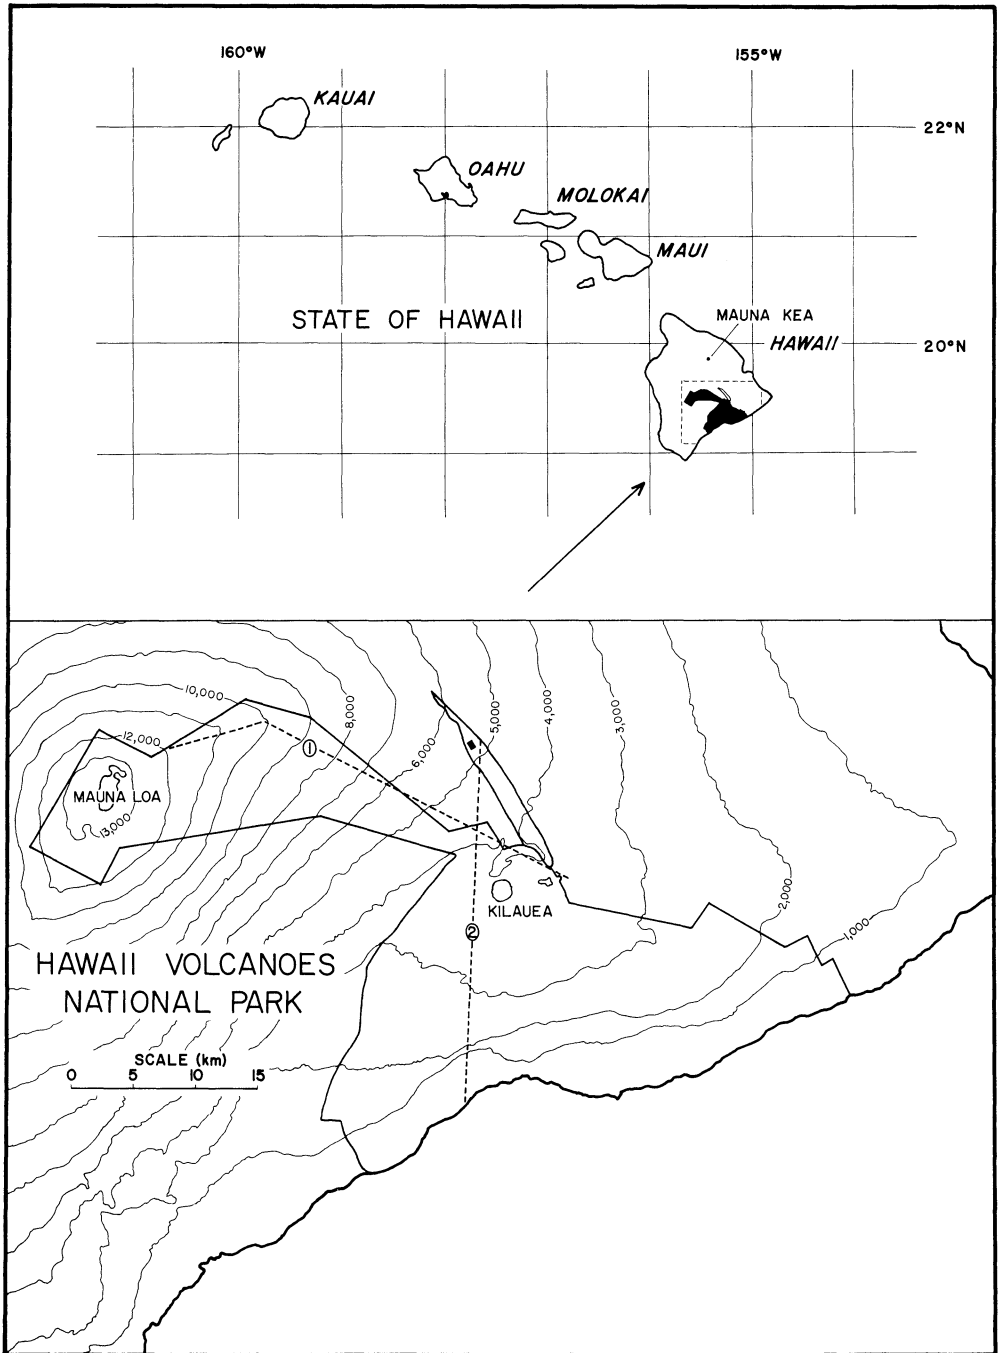 160°W
155°W
KAUAI
22°N
OAHU
MOLOKAI
MAUI
STATE OF HAWAII
MAUNA KEA
HAWAII
20°N
10,000
8,000
5,000
4,000
3,000
12,000
1
6,000
MAUNA LOA
13,000
2,000
KILAUEA
1,000
2
HAWAII VOLCANOES
NATIONAL PARK
SCALE (km)
0 5 10 15